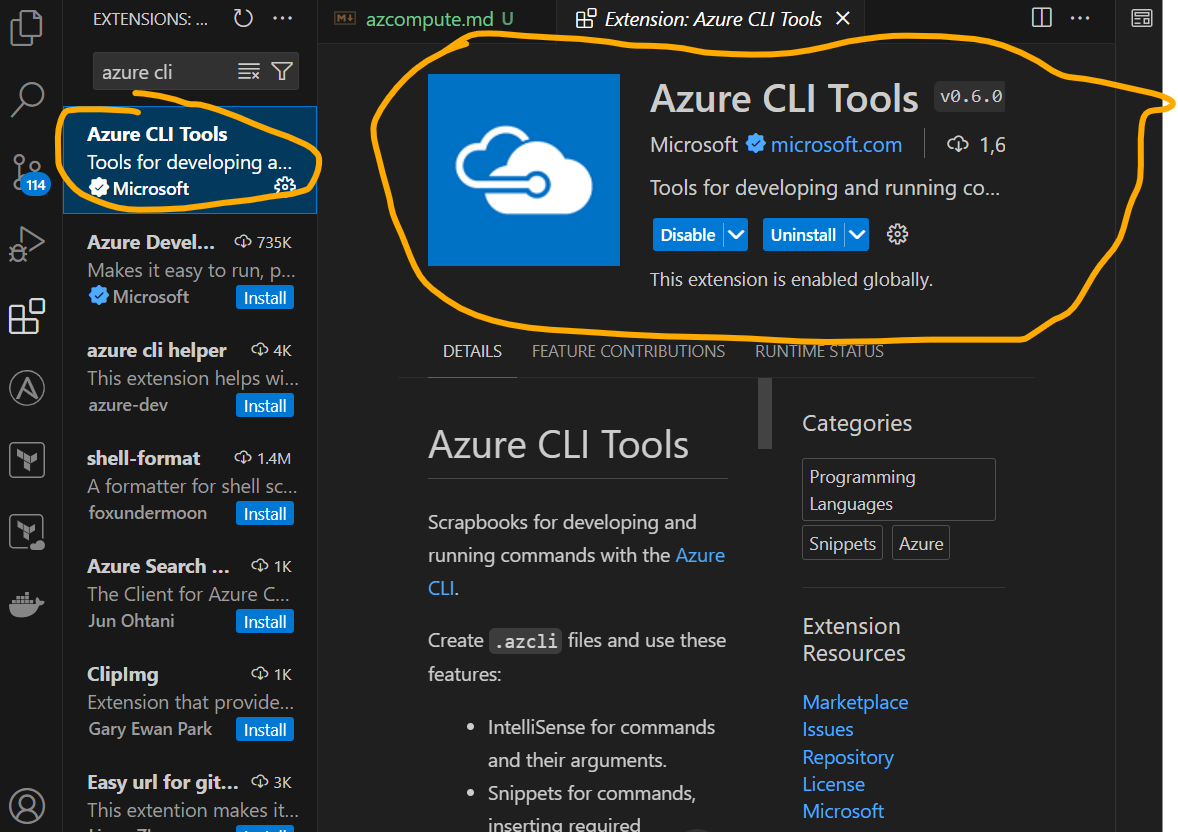 EXTENSIONS: ...
azure cli
Azure CLI Tools
Tools for developing a...
Microsoft
114
Azure Devel... 735K
Makes it easy to run, p...
Microsoft Install
azure cli helper 4K
This extension helps wi...
azure-dev Install
shell-format 1.4M
A formatter for shell sc...
foxundermoon Install
Azure Search ... 1K
The Client for Azure C...
Jun Ohtani Install
ClipImg 1K
Extension that provide...
Gary Ewan Park Install
Easy url for git... 3K
This extention makes it...
azcompute.md U
Extension: Azure CLI Tools
Azure CLI Tools v0.6.0
Microsoft microsoft.com 1,6
Tools for developing and running co...
Disable Uninstall
This extension is enabled globally.
DETAILS FEATURE CONTRIBUTIONS RUNTIME STATUS
Azure CLI Tools
Scrapbooks for developing and
running commands with the Azure
CLI.
Create .azcli files and use these
features:
• IntelliSense for commands
and their arguments.
• Snippets for commands,
inserting required
Categories
Programming
Languages
Snippets Azure
Extension
Resources
Marketplace
Issues
Repository
License
Microsoft